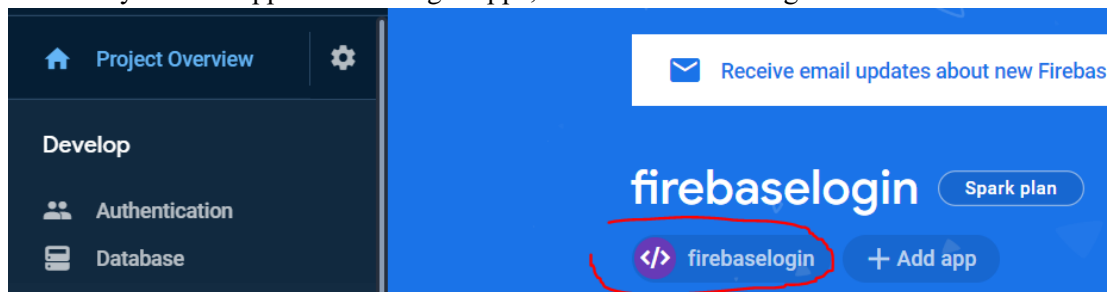 Project Overview
Receive email updates about new Firebas
Develop
firebaselogin Spark plan
Authentication
firebaselogin + Add app
Database